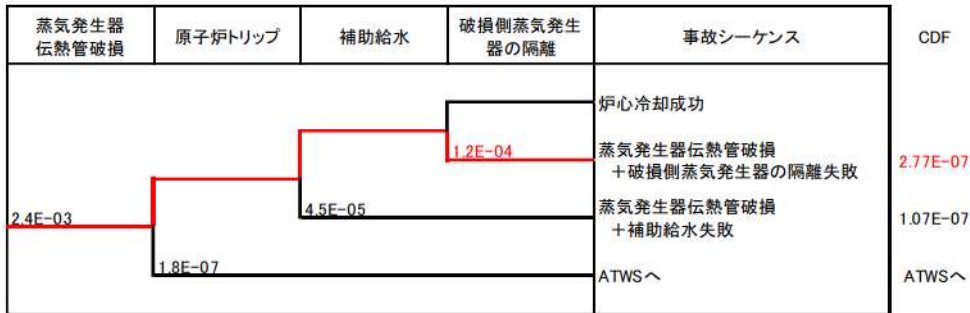 蒸気発生器
伝熱管破損
原子炉トリップ
補助給水
破損側蒸気発生
器の隔離
事故シーケンス
CDF
炉心冷却成功
1.2E-04
蒸気発生器伝熱管破損
＋破損側蒸気発生器の隔離失敗
2.77E-07
4.5E-05
蒸気発生器伝熱管破損
＋補助給水失敗
1.07E-07
2.4E-03
1.8E-07
ATWSへ
ATWSへ